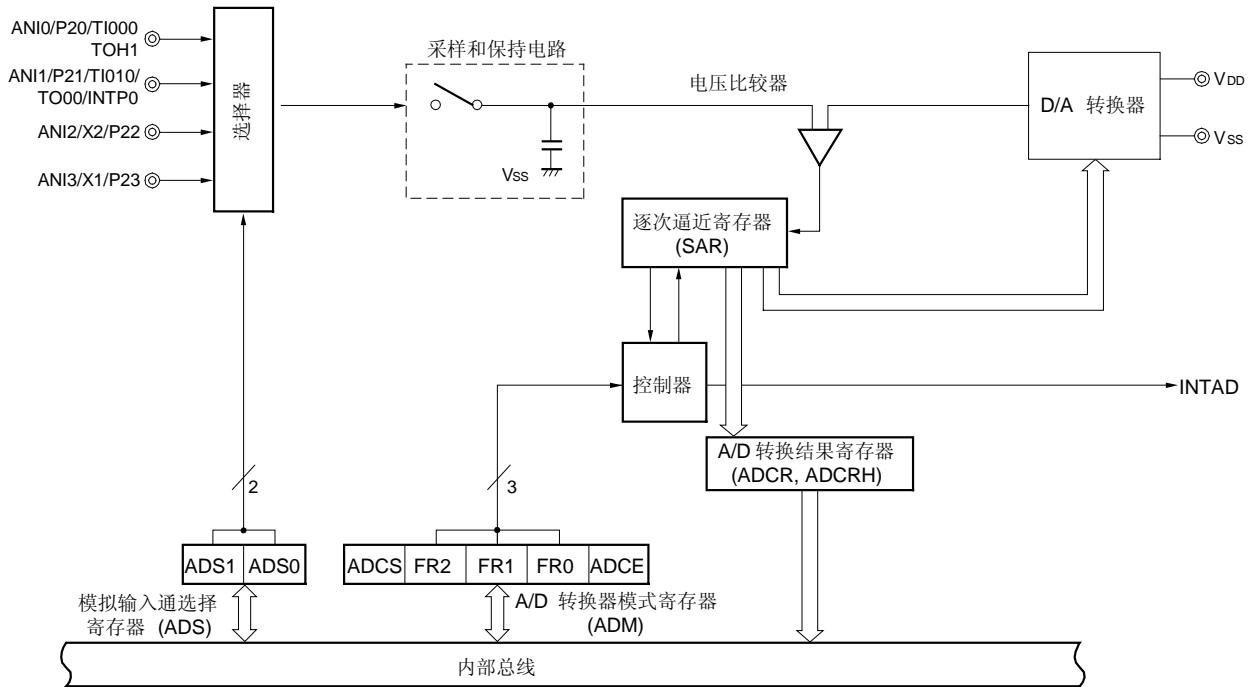 ANI0/P20/TI000
TOH1
ANI1/P21/TI010/
TO00/INTP0
ANI2/X2/P22
ANI3/X1/P23
选择器
采样和保持电路
VSS
电压比较器
D/A 转换器
VDD
VSS
逐次逼近寄存器
(SAR)
控制器
INTAD
A/D 转换结果寄存器
(ADCR, ADCRH)
2
3
ADS1 ADS0
ADCS FR2 FR1 FR0 ADCE
模拟输入通选择
寄存器 (ADS)
A/D 转换器模式寄存器
(ADM)
内部总线